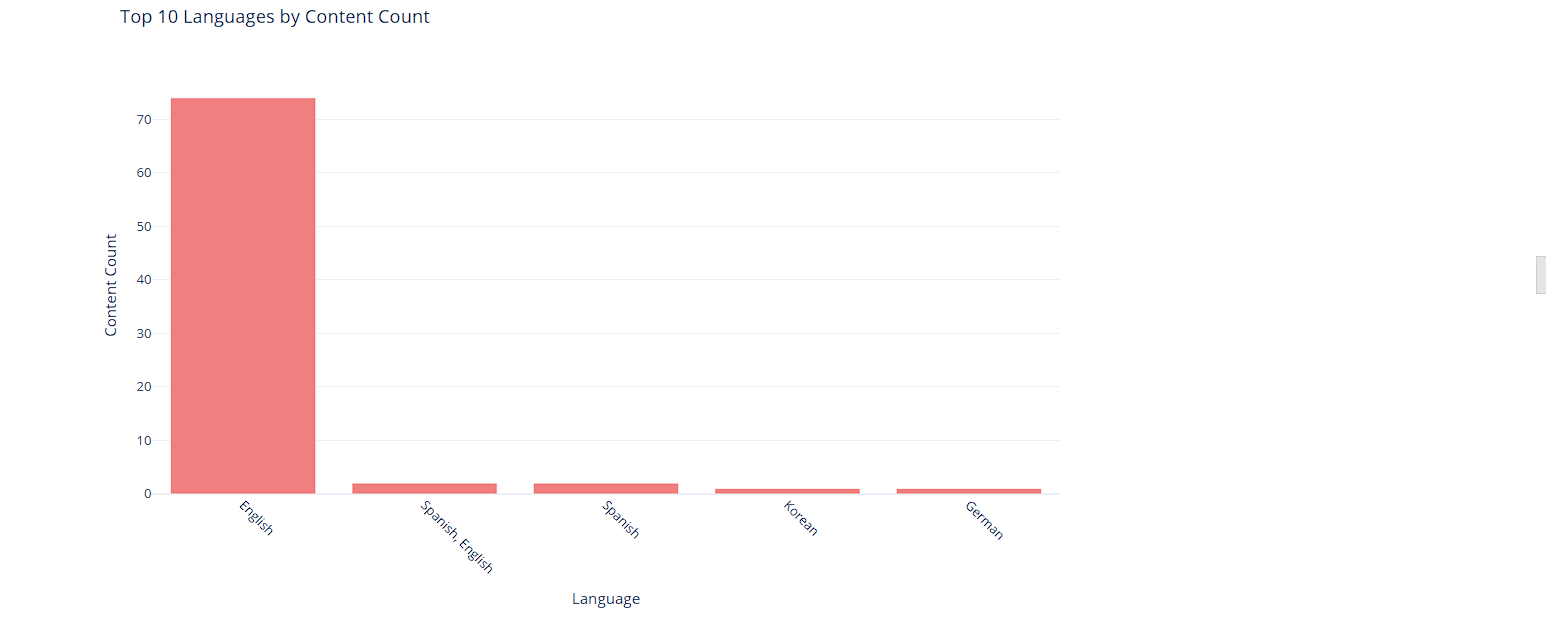 Top 10 Languages by Content Count
70
60
50
40
30
20
10
0
Content Count
English
Spanish, English
Spanish
Korean
German
Language